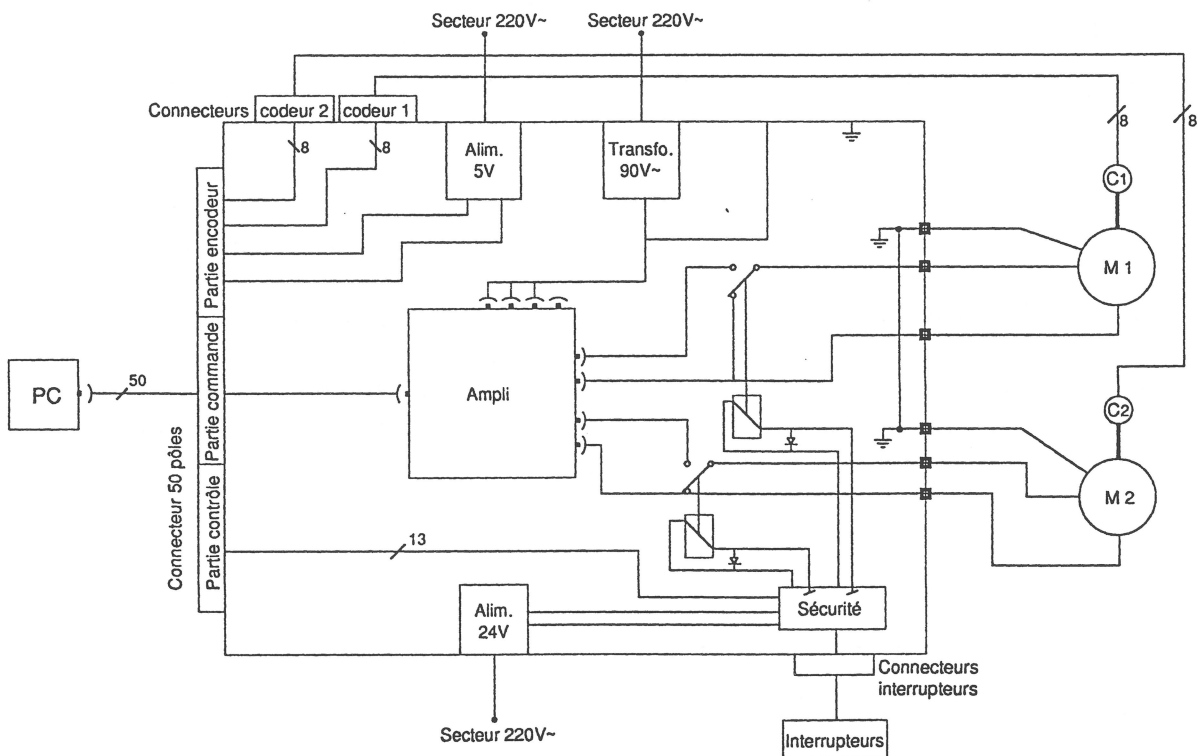 Secteur 220V~
Secteur 220V~
Connecteurs
codeur 2
codeur 1
8
8
8
8
Alim.
5V
Transfo.
90V~
C1
M 1
Partie encodeur
Partie commande
Partie contrôle
Connecteur 50 pôles
PC
50
Ampli
C2
M 2
13
Alim.
24V
Sécurité
Connecteurs
interrupteurs
Secteur 220V~
Interrupteurs